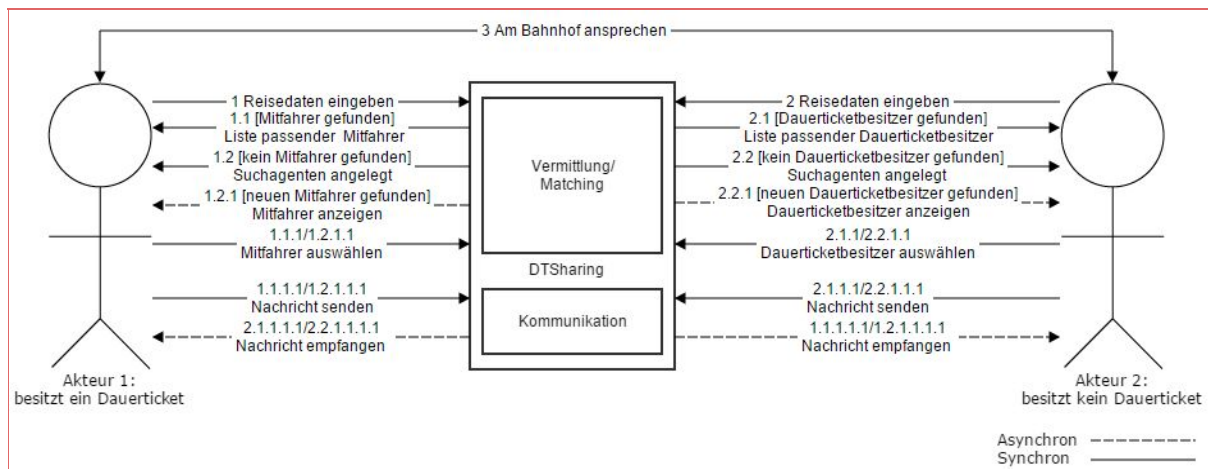 3 Am Bahnhof ansprechen
1 Reisedaten eingeben
1.1 [Mitfahrer gefunden]
Liste passender Mitfahrer
1.2 [kein Mitfahrer gefunden]
Suchagenten angelegt
1.2.1 [neuen Mitfahrer gefunden]
Mitfahrer anzeigen
1.1.1/1.2.1.1
Mitfahrer auswählen
1.1.1.1/1.2.1.1.1
Nachricht senden
2.1.1.1.1/2.2.1.1.1.1
Nachricht empfangen
Vermittlung/
Matching
DTSharing
Kommunikation
2 Reisedaten eingeben
2.1 [Dauerticketbesitzer gefunden]
Liste passender Dauerticketbesitzer
2.2 [kein Dauerticketbesitzer gefunden]
Suchagenten angelegt
2.2.1 [neuen Dauerticketbesitzer gefunden]
Dauerticketbesitzer anzeigen
2.1.1/2.2.1.1
Dauerticketbesitzer auswählen
2.1.1.1/2.2.1.1.1
Nachricht senden
1.1.1.1.1/1.2.1.1.1.1
Nachricht empfangen
Akteur 1:
besitzt ein Dauerticket
Akteur 2:
besitzt kein Dauerticket
Asynchron
Synchron